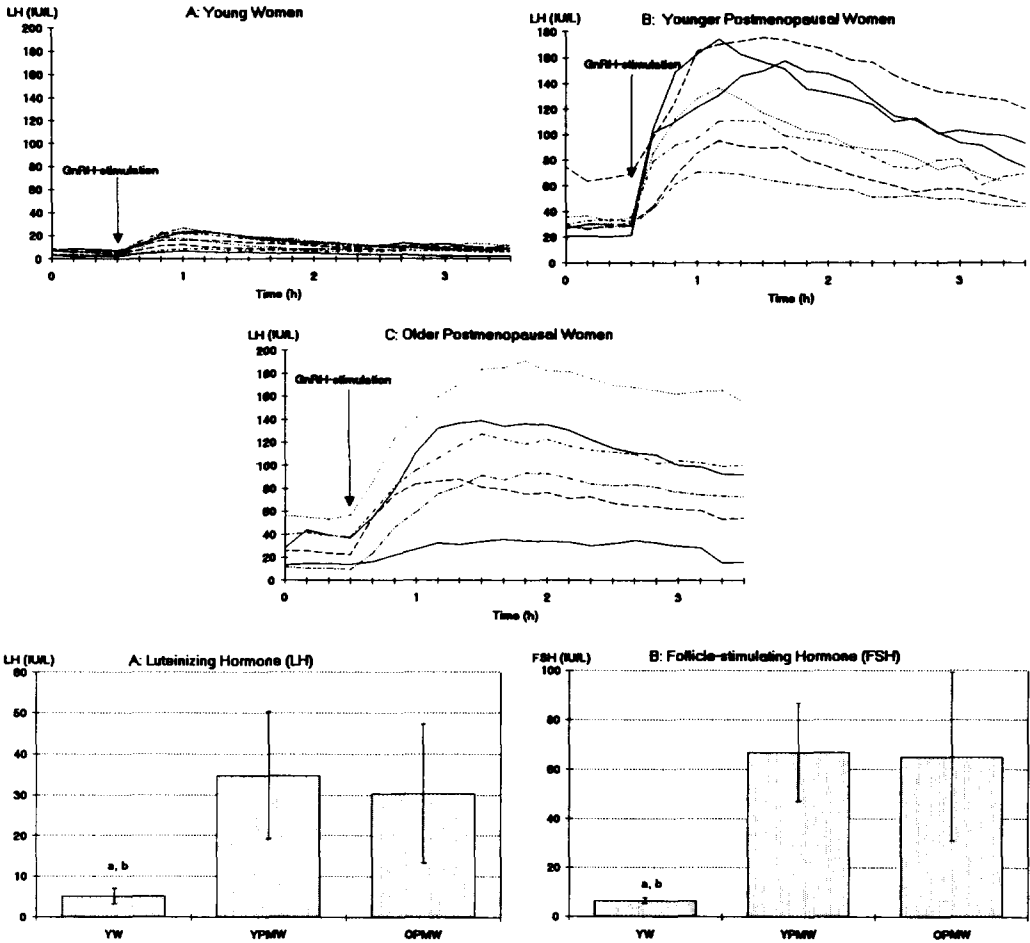 LH (IU/L)
A: Young Women
200
180
160
140
120
100
80
60
40
20
0
GnRH-stimulation
0
1
2
3
Time (h)
LH (IU/L)
B: Younger Postmenopausal Women
180
160
140
120
100
80
60
40
20
0
GnRH-stimulation
0
1
2
3
Time (h)
LH (IU/L)
C: Older Postmenopausal Women
200
180
160
140
120
100
80
60
40
20
0
GnRH-stimulation
0
1
2
3
Time (h)
LH (IU/L)
A: Luteinizing Hormone (LH)
60
50
40
30
20
10
0
a, b
YW
YPMW
OPMW
FSH (IU/L)
B: Follicle-stimulating Hormone (FSH)
100
80
60
40
20
0
a, b
YW
YPMW
OPMW